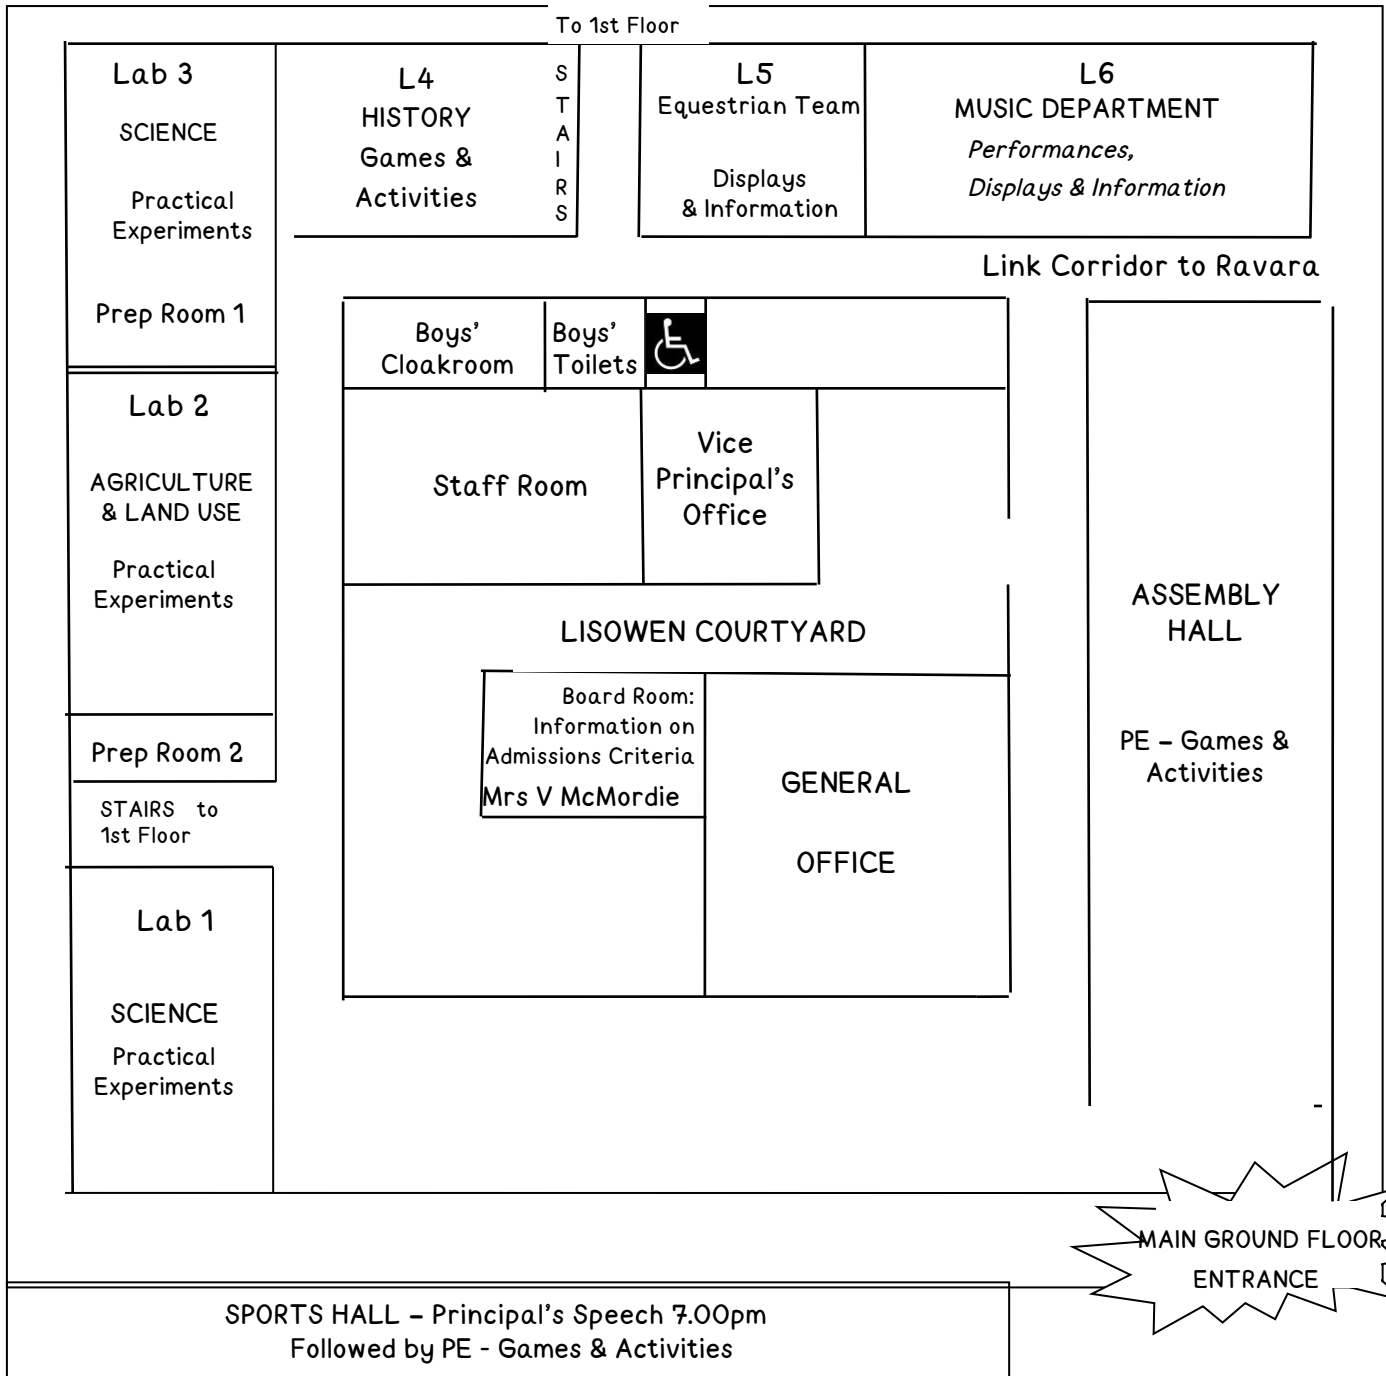 To 1st Floor
Lab 3
SCIENCE
Practical
Experiments
Prep Room 1
L4
HISTORY
Games &
Activities
S
T
A
I
R
S
L5
Equestrian Team
Displays
& Information
L6
MUSIC DEPARTMENT
Performances,
Displays & Information
Link Corridor to Ravara
Boys’
Cloakroom
Boys’
Toilets
Lab 2
AGRICULTURE
& LAND USE
Practical
Experiments
Staff Room
Vice
Principal’s
Office
LISOWEN COURTYARD
ASSEMBLY
HALL
PE – Games &
Activities
Board Room:
Information on
Admissions Criteria
Mrs V McMordie
GENERAL
OFFICE
Prep Room 2
STAIRS to
1st Floor
Lab 1
SCIENCE
Practical
Experiments
MAIN GROUND FLOOR
ENTRANCE
SPORTS HALL – Principal’s Speech 7.00pm
Followed by PE - Games & Activities